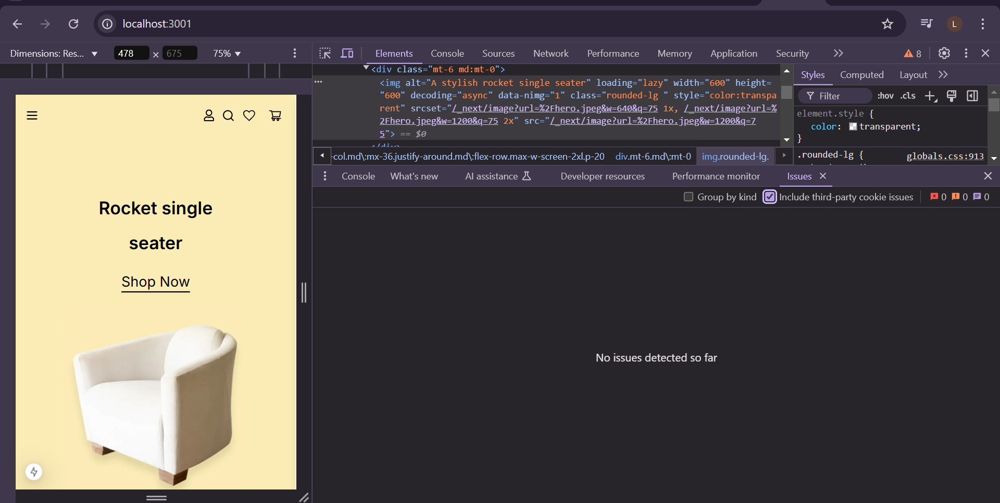 localhost:3001
L
Dimensions: Res... ▼ 478 × 675 75% ▼
Elements Console Sources Network Performance Memory Application Security
8
<div class="mt-6 md:mt-0">
<img alt="A stylish rocket single seater" loading="lazy" width="600" height=
"600" decoding="async" data-nimg="1" class="rounded-lg " style="color:transpa
rent" srcset="/_next/image?url=%2Fhero.jpeg&w=640&q=75 1x, /_next/image?url=%
2Fhero.jpeg&w=1200&q=75 2x" src="/_next/image?url=%2Fhero.jpeg&w=1200&q=7
5"> == $0
</div>
-col.md\:mx-36.justify-around.md\:flex-row.max-w-screen-2xl.p-20 div.mt-6.md\:mt-0 img.rounded-lg.
Styles Computed Layout
Filter :hov .cls
element.style {
color: transparent;
}
.rounded-lg { globals.css:913
Console What's new AI assistance Developer resources Performance monitor Issues
Group by kind Include third-party cookie issues 0 0 0
No issues detected so far
Rocket single
seater
Shop Now